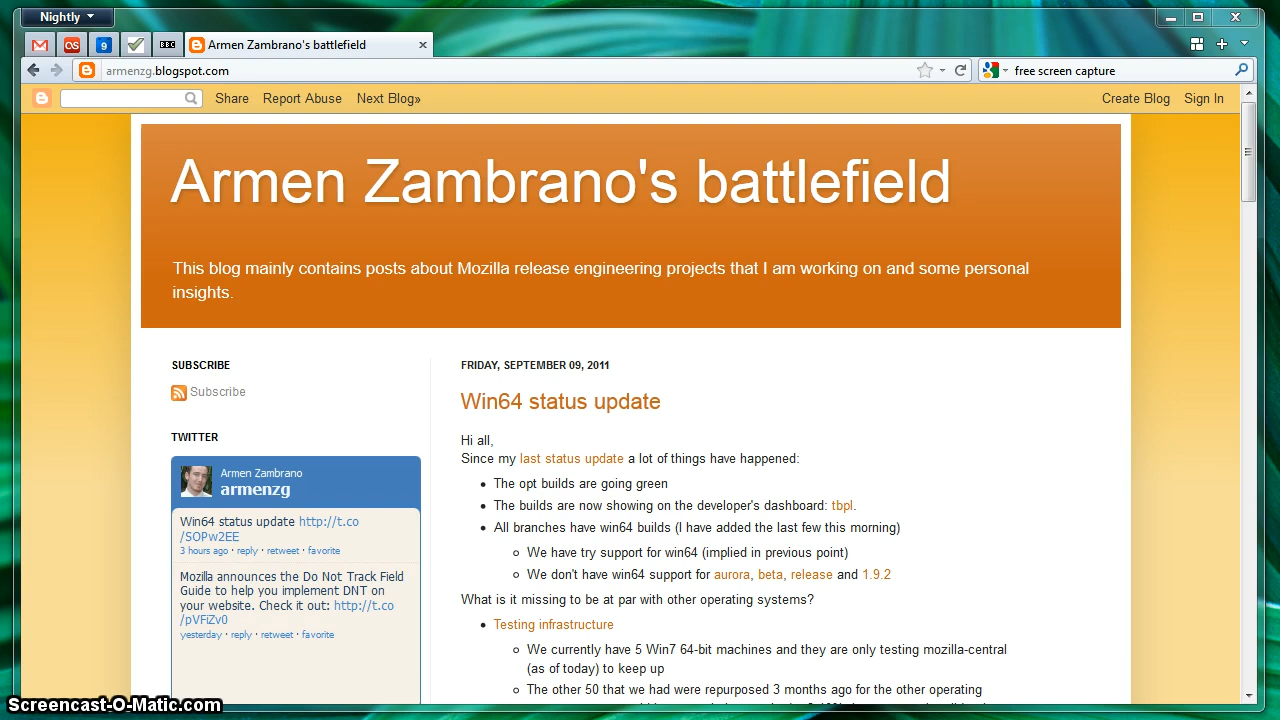 Nightly
9
BBC
Armen Zambrano's battlefield
armenzg.blogspot.com
free screen capture
Share Report Abuse Next Blog»
Create Blog Sign In
Armen Zambrano's battlefield
This blog mainly contains posts about Mozilla release engineering projects that I am working on and some personal
insights.
SUBSCRIBE
Subscribe
TWITTER
Armen Zambrano
armenzg
Win64 status update http://t.co
/SOPw2EE
3 hours ago · reply · retweet · favorite
Mozilla announces the Do Not Track Field
Guide to help you implement DNT on
your website. Check it out: http://t.co
/pVFiZv0
yesterday · reply · retweet · favorite
FRIDAY, SEPTEMBER 09, 2011
Win64 status update
Hi all,
Since my last status update a lot of things have happened:
The opt builds are going green
The builds are now showing on the developer's dashboard: tbpl.
All branches have win64 builds (I have added the last few this morning)
We have try support for win64 (implied in previous point)
We don't have win64 support for aurora, beta, release and 1.9.2
What is it missing to be at par with other operating systems?
Testing infrastructure
We currently have 5 Win7 64-bit machines and they are only testing mozilla-central
(as of today) to keep up
The other 50 that we had were repurposed 3 months ago for the other operating
Screencast-O-Matic.com